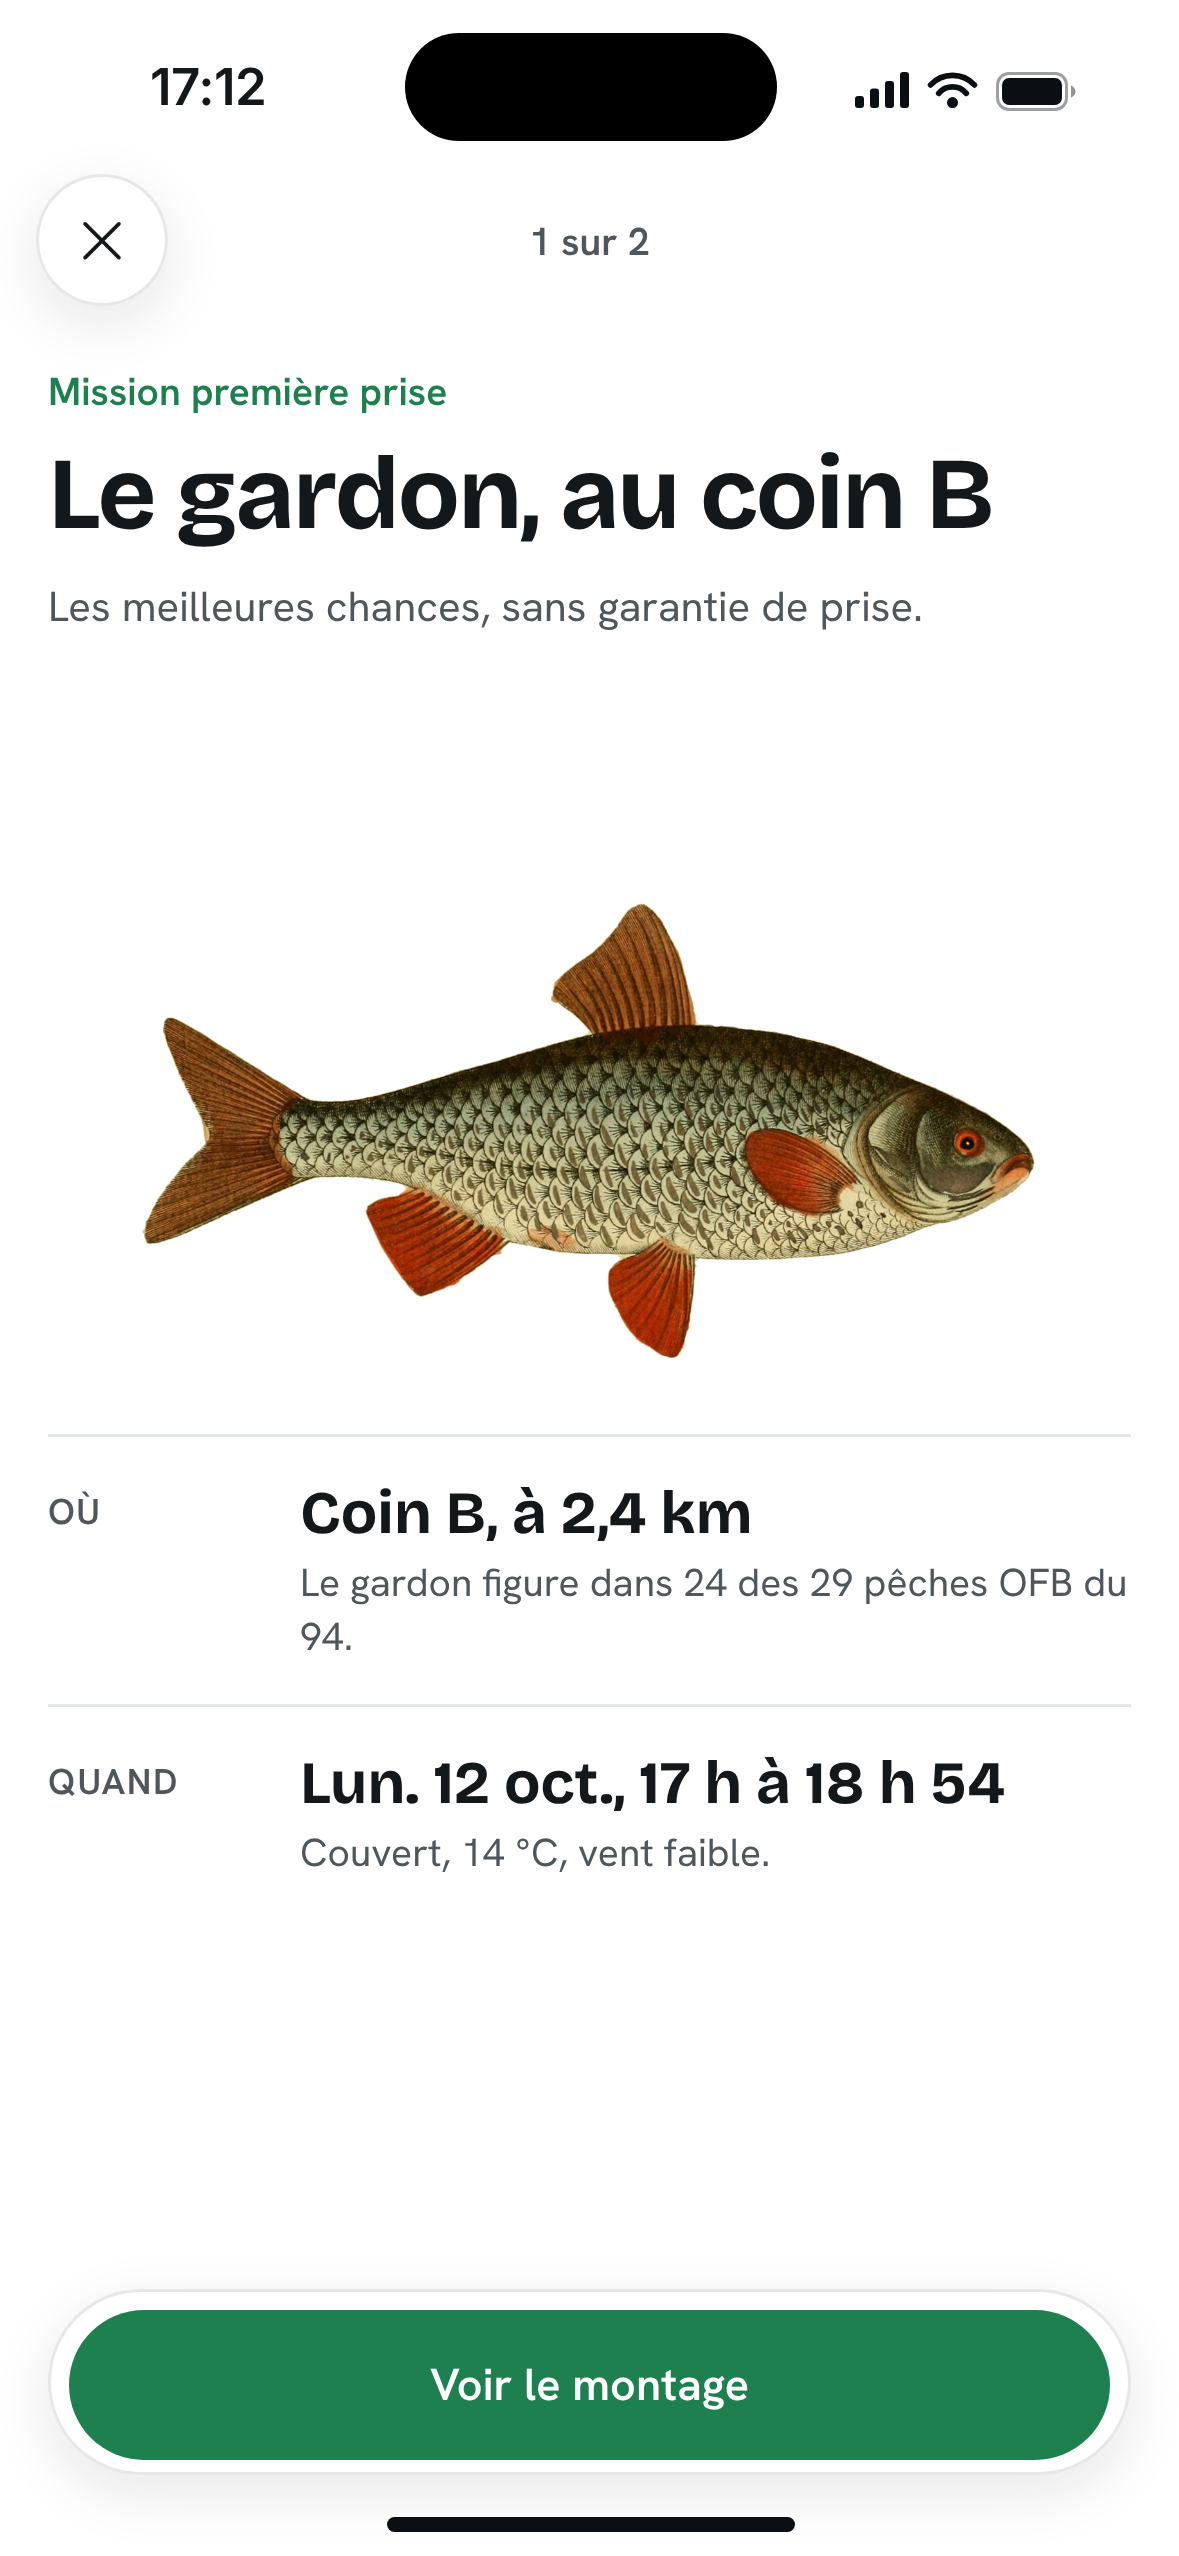 17:12
1 sur 2
Mission première prise
Le gardon, au coin B
Les meilleures chances, sans garantie de prise.
OÙ
Coin B, à 2,4 km
Le gardon figure dans 24 des 29 pêches OFB du
94.
QUAND
Lun. 12 oct., 17 h à 18 h 54
Couvert, 14 °C, vent faible.
Voir le montage